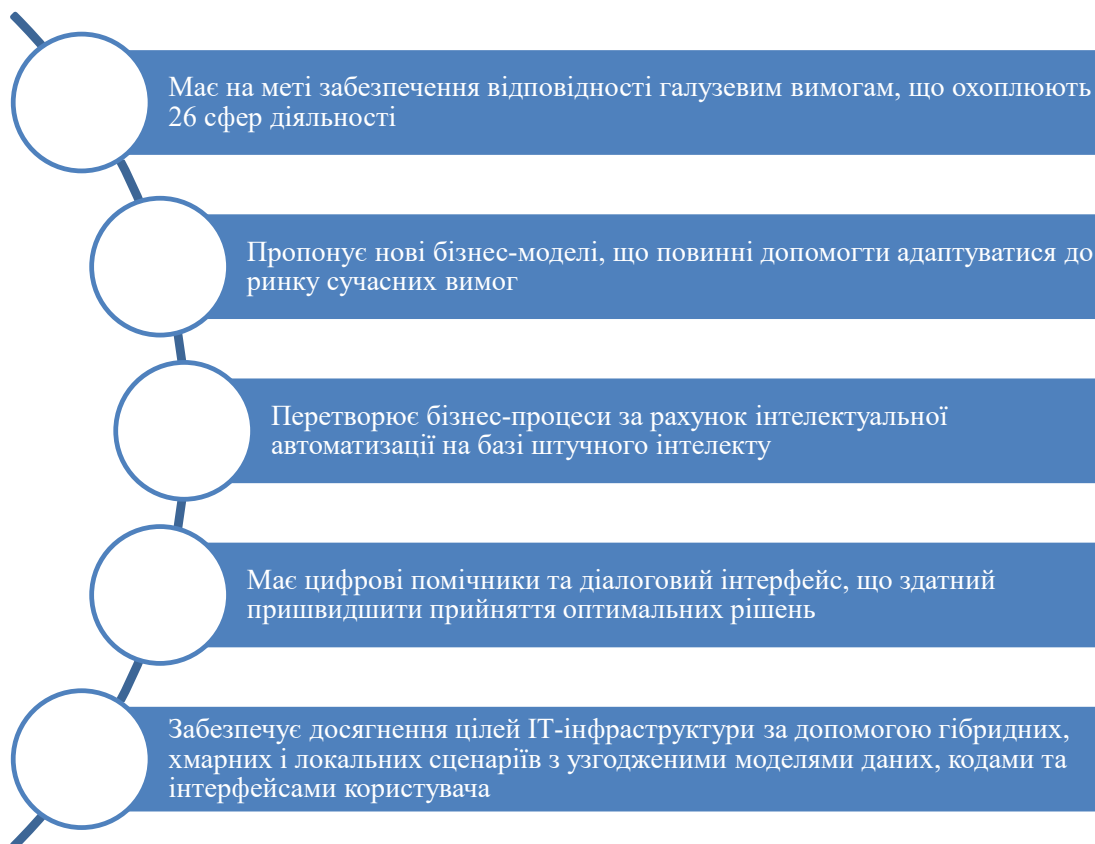 Має на меті забезпечення відповідності галузевим вимогам, що охоплюють
26 сфер діяльності
Пропонує нові бізнес-моделі, що повинні допомогти адаптуватися до
ринку сучасних вимог
Перетворює бізнес-процеси за рахунок інтелектуальної
автоматизації на базі штучного інтелекту
Має цифрові помічники та діалоговий інтерфейс, що здатний
пришвидшити прийняття оптимальних рішень
Забезпечує досягнення цілей ІТ-інфраструктури за допомогою гібридних,
хмарних і локальних сценаріїв з узгодженими моделями даних, кодами та
інтерфейсами користувача